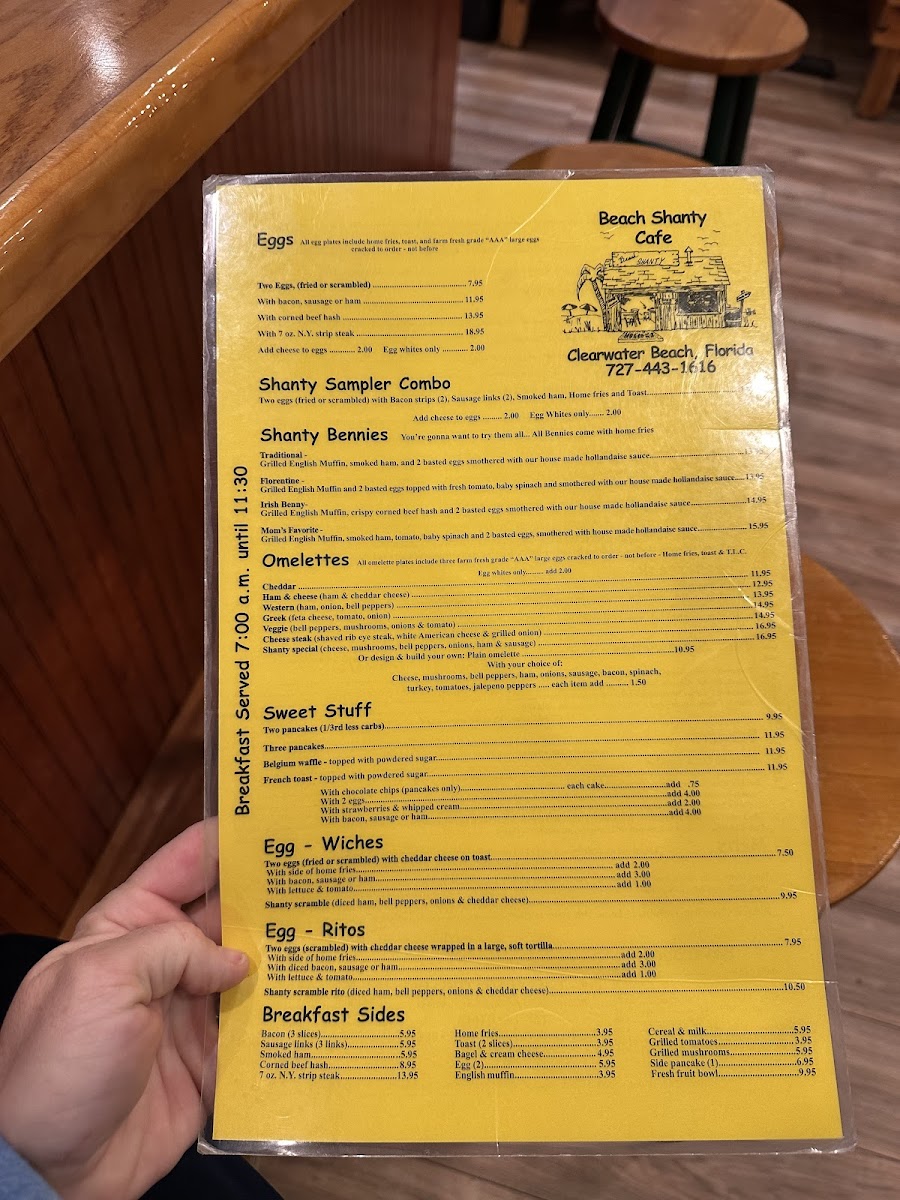 Eggs All egg plates include home fries, toast, and farm fresh grade "AAA" large eggs
cracked to order - not before
Beach Shanty
Cafe
Beach SHANTY
Clearwater Beach, Florida
727-443-1616
Two Eggs, (fried or scrambled) 7.95
With bacon, sausage or ham 11.95
With corned beef hash 13.95
With 7 oz. N.Y. strip steak 18.95
Add cheese to eggs 2.00 Egg whites only 2.00
Shanty Sampler Combo
Two eggs (fried or scrambled) with Bacon strips (2), Sausage links (2), Smoked ham, Home fries and Toast
Add cheese to eggs 2.00 Egg Whites only 2.00
Shanty Bennies You're gonna want to try them all... All Bennies come with home fries
Traditional -
Grilled English Muffin, smoked ham, and 2 basted eggs smothered with our house made hollandaise sauce
Florentine -
Grilled English Muffin and 2 basted eggs topped with fresh tomato, baby spinach and smothered with our house made hollandaise sauce 13.95
Irish Benny-
Grilled English Muffin, crispy corned beef hash and 2 basted eggs smothered with our house made hollandaise sauce 14.95
Mom's Favorite -
Grilled English Muffin, smoked ham, tomato, baby spinach and 2 basted eggs, smothered with house made hollandaise sauce 15.95
Omelettes All omelette plates include three farm fresh grade "AAA" large eggs cracked to order - not before - Home fries, toast & T.L.C.
Egg whites only add 2.00
Cheddar 11.95
Ham & cheese (ham & cheddar cheese) 12.95
Western (ham, onion, bell peppers) 13.95
Greek (feta cheese, tomato, onion) 14.95
Veggie (bell peppers, mushrooms, onions & tomato) 14.95
Cheese steak (shaved rib eye steak, white American cheese & grilled onion) 16.95
Shanty special (cheese, mushrooms, bell peppers, onions, ham & sausage) 16.95
Or design & build your own: Plain omelette 10.95
With your choice of:
Cheese, mushrooms, bell peppers, ham, onions, sausage, bacon, spinach,
turkey, tomatoes, jalepeno peppers ..... each item add 1.50
Sweet Stuff
Two pancakes (1/3rd less carbs) 9.95
Three pancakes 11.95
Belgium waffle - topped with powdered sugar 11.95
French toast - topped with powdered sugar 11.95
With chocolate chips (pancakes only) each cake add .75
With 2 eggs add 4.00
With strawberries & whipped cream add 2.00
With bacon, sausage or ham add 4.00
Egg - Wiches
Two eggs (fried or scrambled) with cheddar cheese on toast 7.50
With side of home fries add 2.00
With bacon, sausage or ham add 3.00
With lettuce & tomato add 1.00
Shanty scramble (diced ham, bell peppers, onions & cheddar cheese) 9.95
Egg - Ritos
Two eggs (scrambled) with cheddar cheese wrapped in a large, soft tortilla 7.95
With side of home fries add 2.00
With diced bacon, sausage or ham add 3.00
With lettuce & tomato add 1.00
Shanty scramble rito (diced ham, bell peppers, onions & cheddar cheese) 10.50
Breakfast Sides
Bacon (3 slices) 5.95
Sausage links (3 links) 5.95
Smoked ham 5.95
Corned beef hash 8.95
7 oz. N.Y. strip steak 13.95
Home fries 3.95
Toast (2 slices) 3.95
Bagel & cream cheese 4.95
Egg (2) 5.95
English muffin 3.95
Cereal & milk 5.95
Grilled tomatoes 3.95
Grilled mushrooms 5.95
Side pancake (1) 6.95
Fresh fruit bowl 9.95
Breakfast Served 7:00 a.m. until 11:30